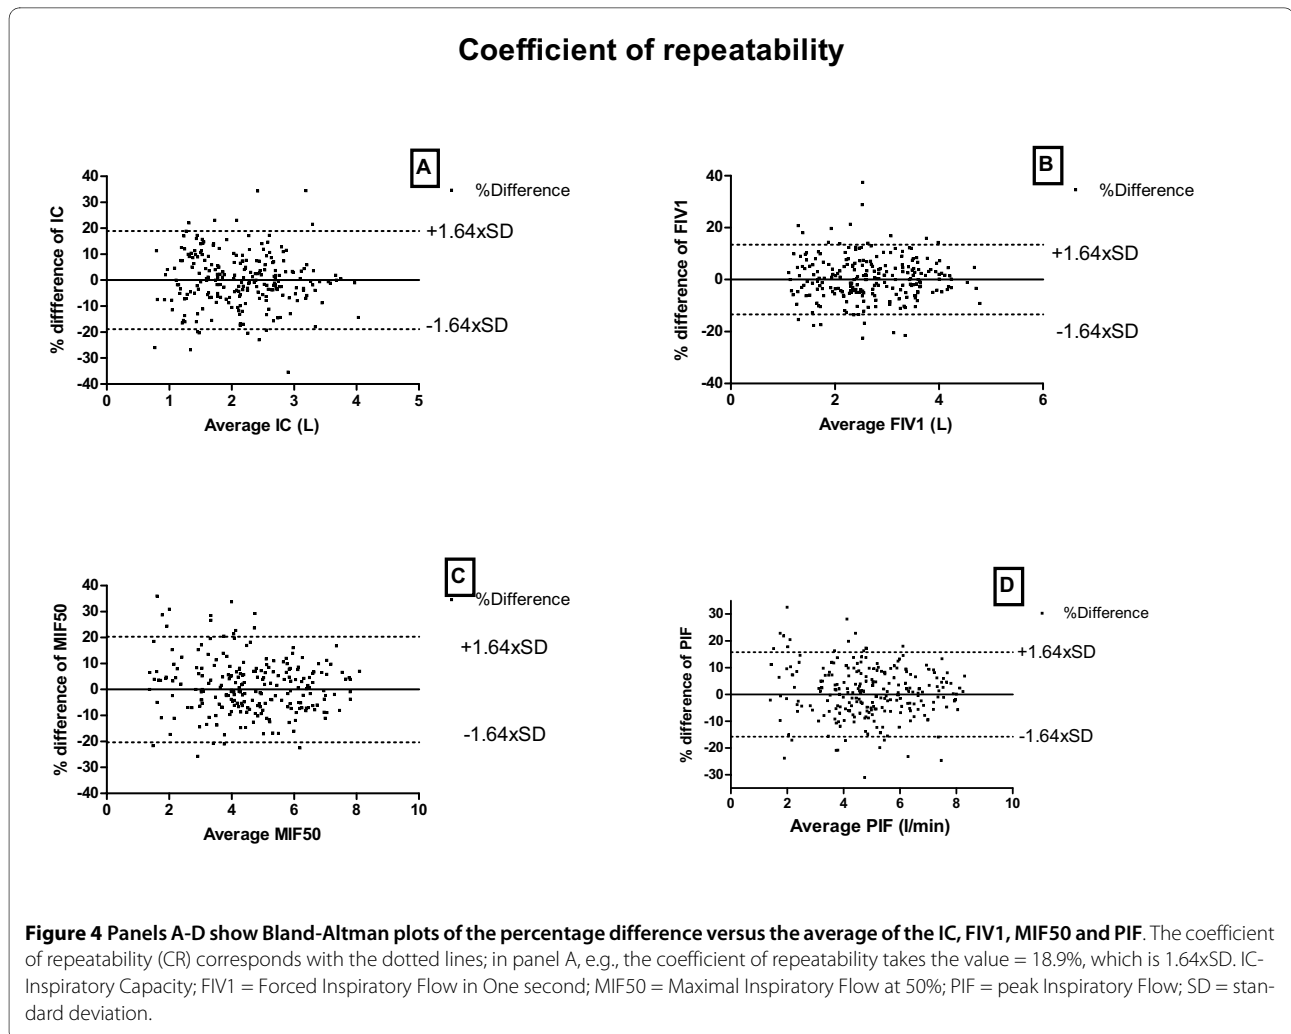 Coefficient of repeatability
A
%Difference
40
30
20
10
0
-10
-20
-30
-40
% diffference of IC
+1.64xSD
-1.64xSD
0 1 2 3 4 5
Average IC (L)
B
%Difference
40
20
0
-20
-40
% difference of FIV1
+1.64xSD
-1.64xSD
0 2 4 6
Average FIV1 (L)
C
%Difference
40
30
20
10
0
-10
-20
-30
-40
% difference of MIF50
+1.64xSD
-1.64xSD
0 2 4 6 8 10
Average MIF50
D
%Difference
30
20
10
0
-10
-20
-30
% difference of PIF
+1.64xSD
-1.64xSD
0 2 4 6 8 10
Average PIF (l/min)
Figure 4 Panels A-D show Bland-Altman plots of the percentage difference versus the average of the IC, FIV1, MIF50 and PIF. The coefficient
of repeatability (CR) corresponds with the dotted lines; in panel A, e.g., the coefficient of repeatability takes the value = 18.9%, which is 1.64xSD. IC-
Inspiratory Capacity; FIV1 = Forced Inspiratory Flow in One second; MIF50 = Maximal Inspiratory Flow at 50%; PIF = peak Inspiratory Flow; SD = stan-
dard deviation.